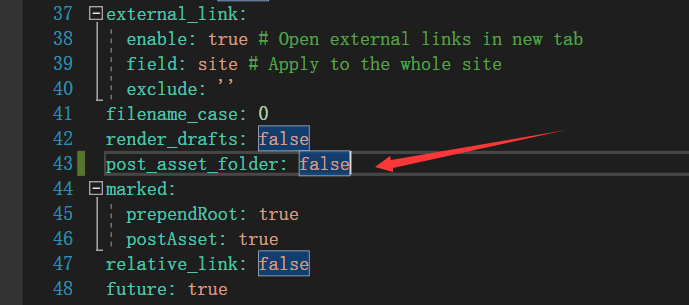 37 external_link:
38 enable: true # Open external links in new tab
39 field: site # Apply to the whole site
40 exclude: ''
41 filename_case: 0
42 render_drafts: false
43 post_asset_folder: false
44 marked:
45 prependRoot: true
46 postAsset: true
47 relative_link: false
48 future: true